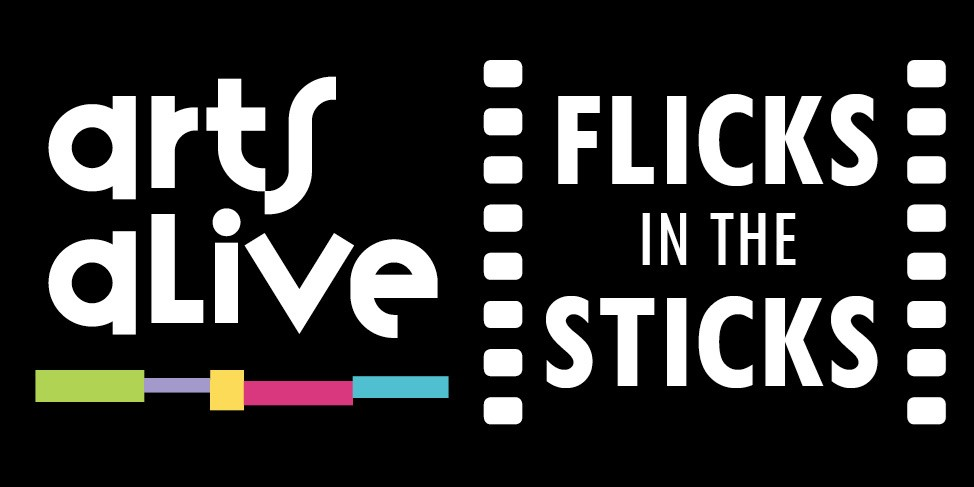 arts
aLive
FLICKS
IN THE
STICKS